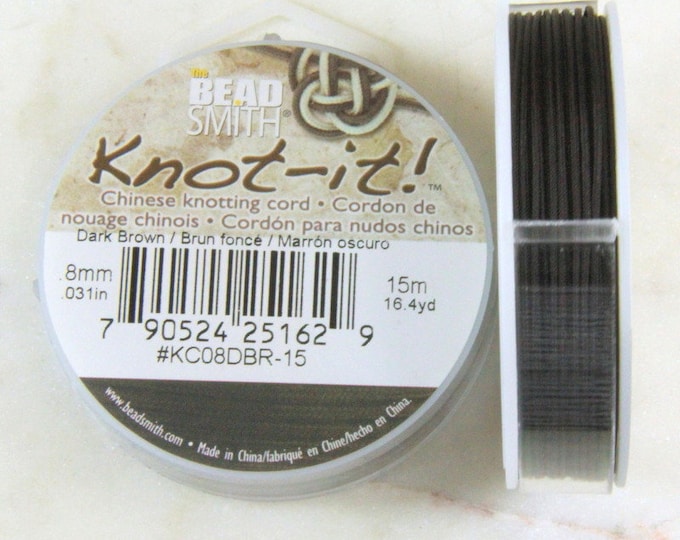 the
BEAD
SMITH®
Knot-it!™
Chinese knotting cord • Cordon de
nouage chinois • Cordón para nudos chinos
Dark Brown / Brun foncé / Marrón oscuro
.8mm
.031in
15m
16.4yd
7 90524 25162 9
#KC08DBR-15
www.beadsmith.com • Made in China/fabriqué en Chine/hecho en China.